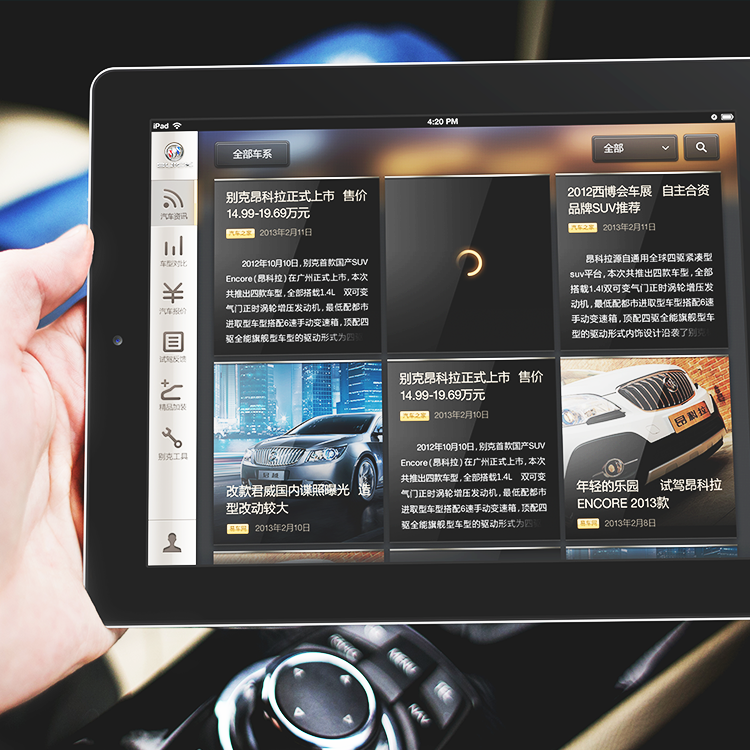 iPad
4:20 PM
全部车系
全部
汽车资讯
车型对比
汽车报价
试驾反馈
精品加装
别克工具
别克昂科拉正式上市 售价
14.99-19.69万元
汽车之家 2013年2月11日
2012年10月10日,别克首款国产SUV
Encore(昂科拉)在广州正式上市,本次
共推出四款车型,全部搭载1.4L 双可变
气门正时涡轮增压发动机,最低配都市
进取型车型搭配6速手动变速箱,顶配四
驱全能旗舰型车型的驱动形式为四
2012西博会车展 自主合资
品牌SUV推荐
汽车之家 2013年2月11日
昂科拉源自通用全球四驱紧凑型
suv平台,本次共推出四款车型,全部
搭载1.4l双可变气门正时涡轮增压发
动机,最低配都市进取型车型搭配6速
手动变速箱,顶配四驱全能旗舰型车
型的驱动形式内饰设计沿袭了别克
改款君威国内谍照曝光 造
型改动较大
易车网 2013年2月10日
别克昂科拉正式上市 售价
14.99-19.69万元
汽车之家 2013年2月10日
2012年10月10日,别克首款国产SUV
Encore(昂科拉)在广州正式上市,本次
共推出四款车型,全部搭载1.4L 双可变
气门正时涡轮增压发动机,最低配都市
进取型车型搭配6速手动变速箱,顶配四
驱全能旗舰型车型的驱动形式为四
昂科拉
年轻的乐园 试驾昂科拉
ENCORE 2013款
易车网 2013年2月8日
MENU
TEL
NAV